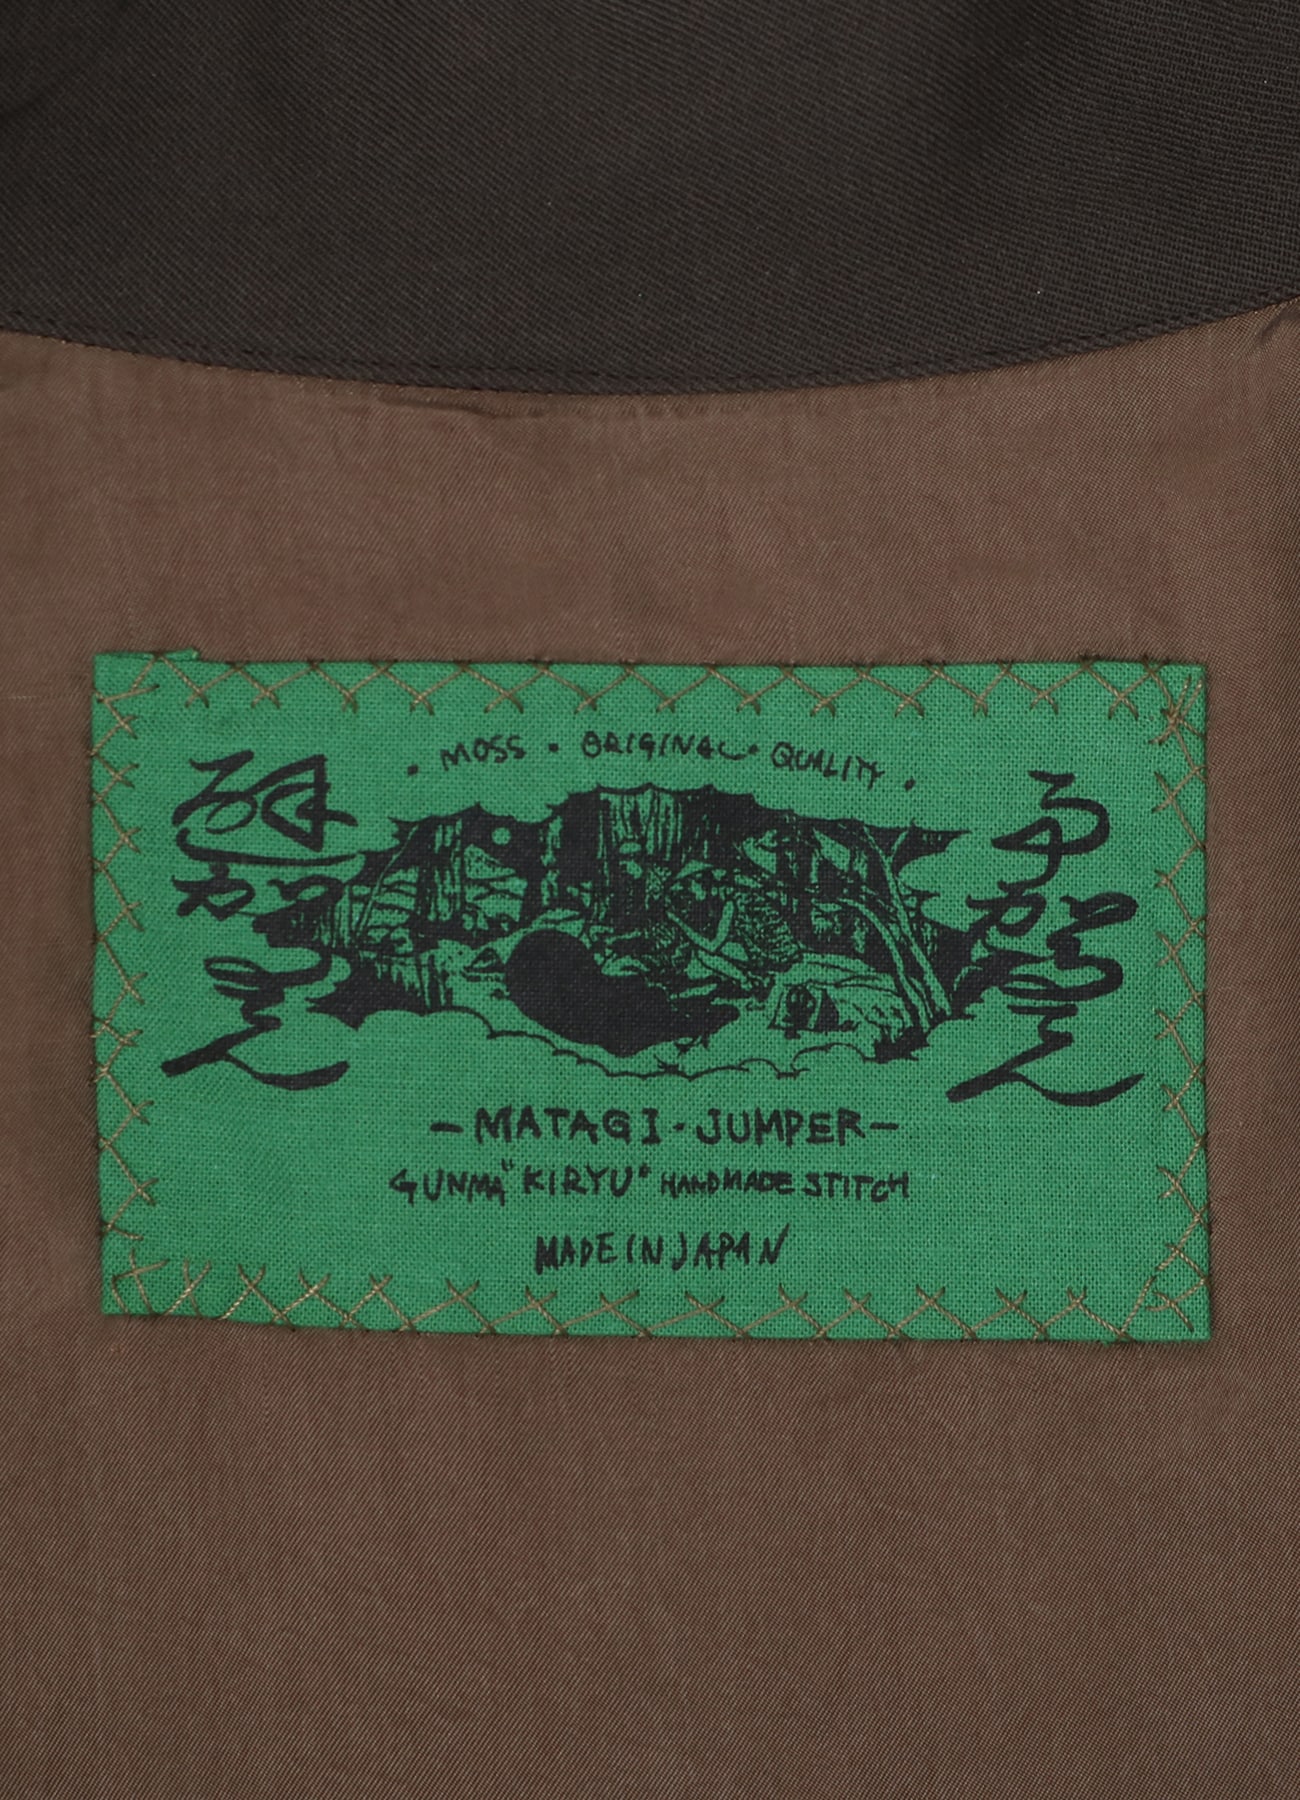 · MOSS · ORIGINAL · QUALITY ·
-MATAGI·JUMPER-
GUNMA "KIRYU" HANDMADE STITCH
MADE IN JAPAN